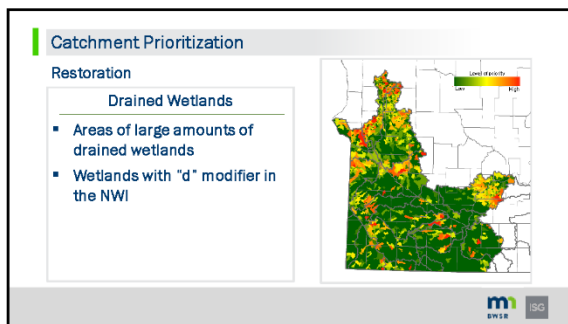 Catchment Prioritization
Restoration
Drained Wetlands
▪ Areas of large amounts of
drained wetlands
▪ Wetlands with "d" modifier in
the NWI
Level of priority
Low High
mn
BWSR ISG